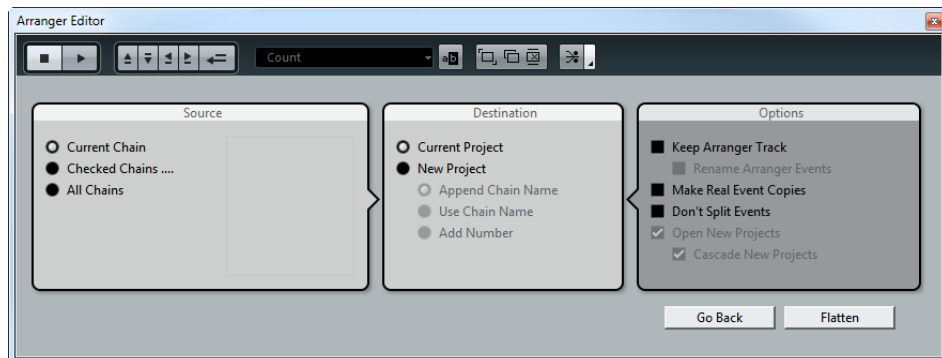 Arranger Editor
Count
ab
Source
Current Chain
Checked Chains ....
All Chains
Destination
Current Project
New Project
Append Chain Name
Use Chain Name
Add Number
Options
Keep Arranger Track
Rename Arranger Events
Make Real Event Copies
Don't Split Events
Open New Projects
Cascade New Projects
Go Back
Flatten